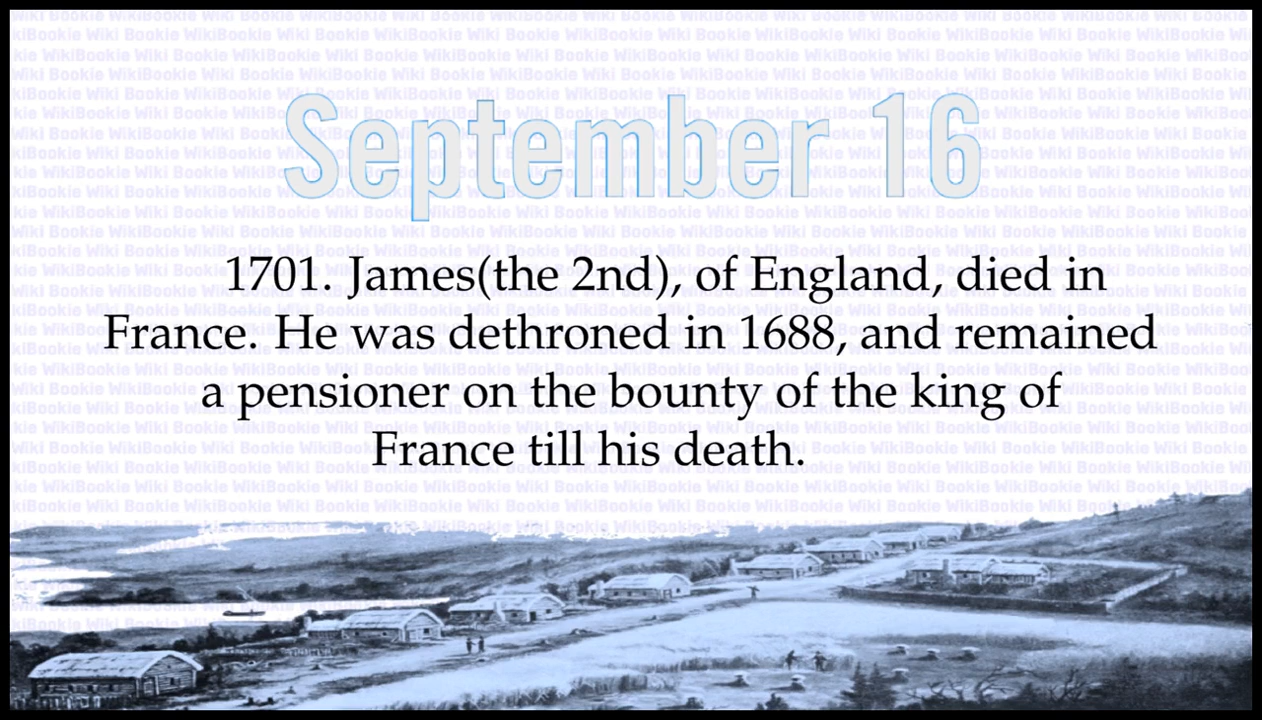 September 16
1701. James(the 2nd), of England, died in
France. He was dethroned in 1688, and remained
a pensioner on the bounty of the king of
France till his death.